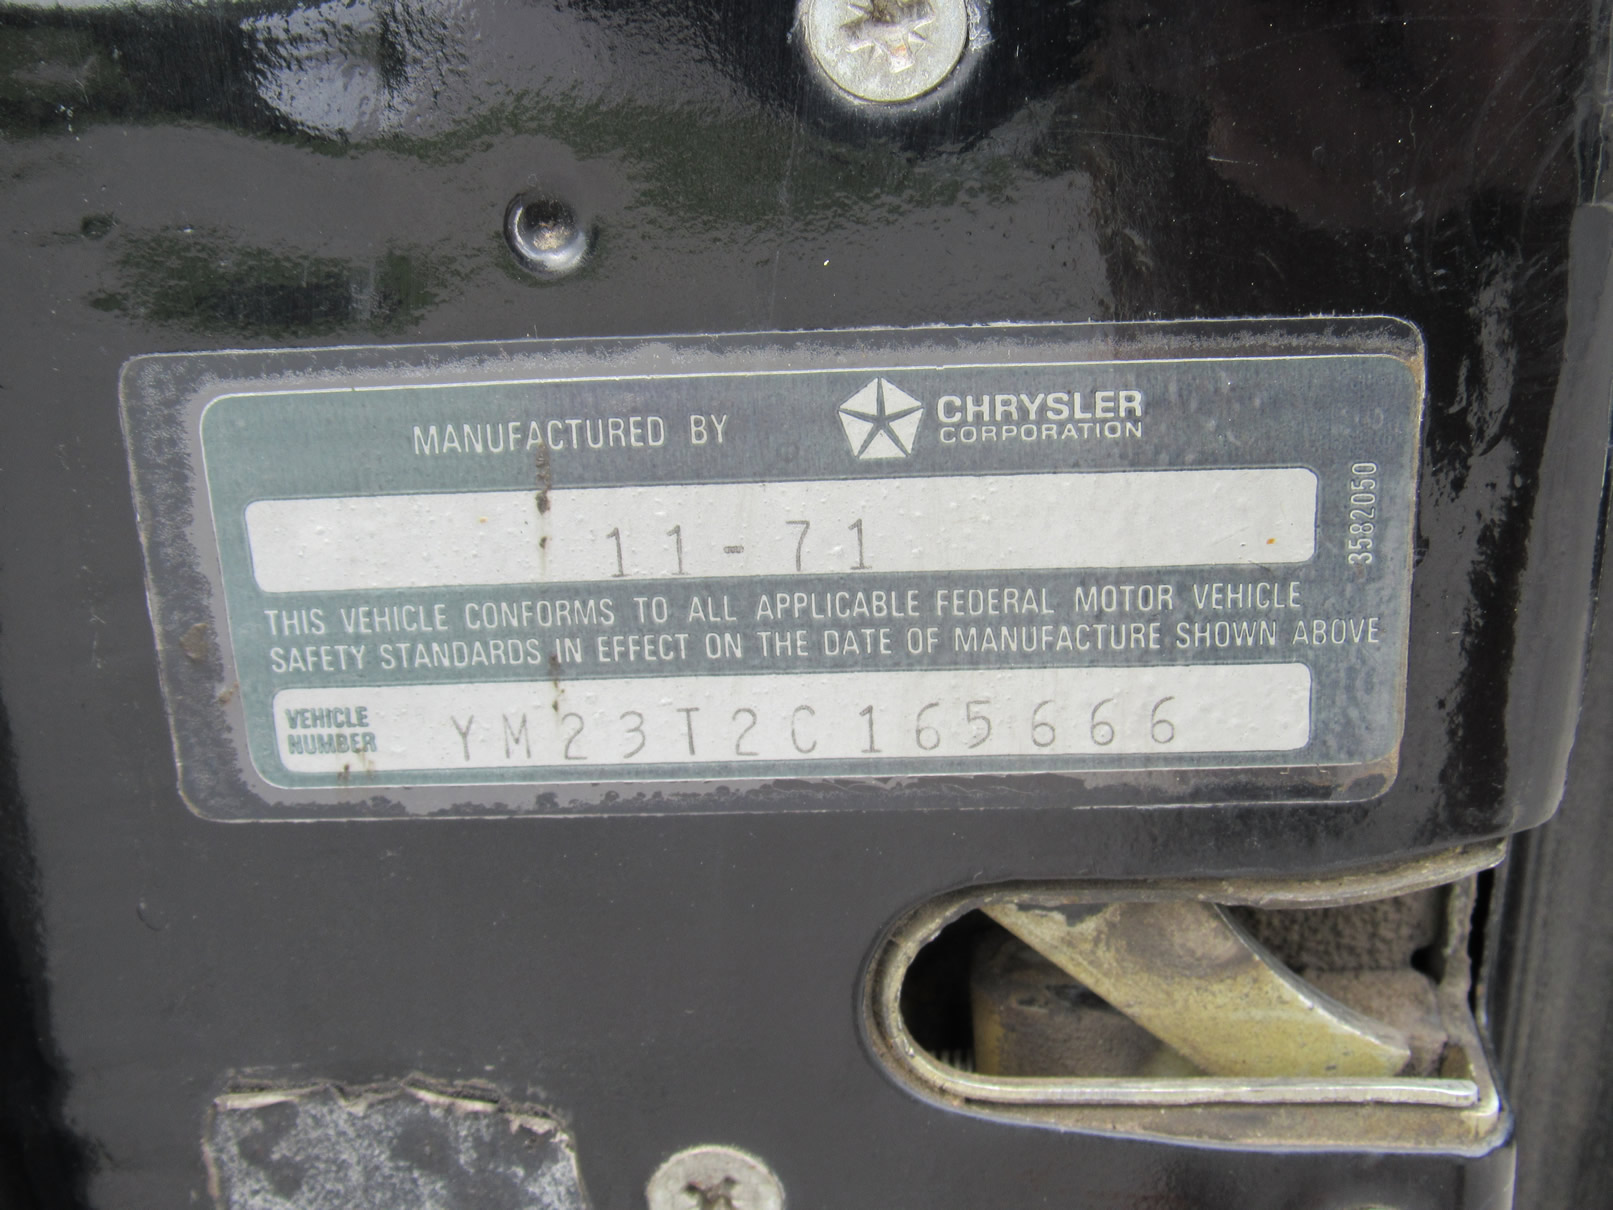 MANUFACTURED BY CHRYSLER
CORPORATION
11-71
3582050
THIS VEHICLE CONFORMS TO ALL APPLICABLE FEDERAL MOTOR VEHICLE
SAFETY STANDARDS IN EFFECT ON THE DATE OF MANUFACTURE SHOWN ABOVE
VEHICLE
NUMBER YM23T2C165666